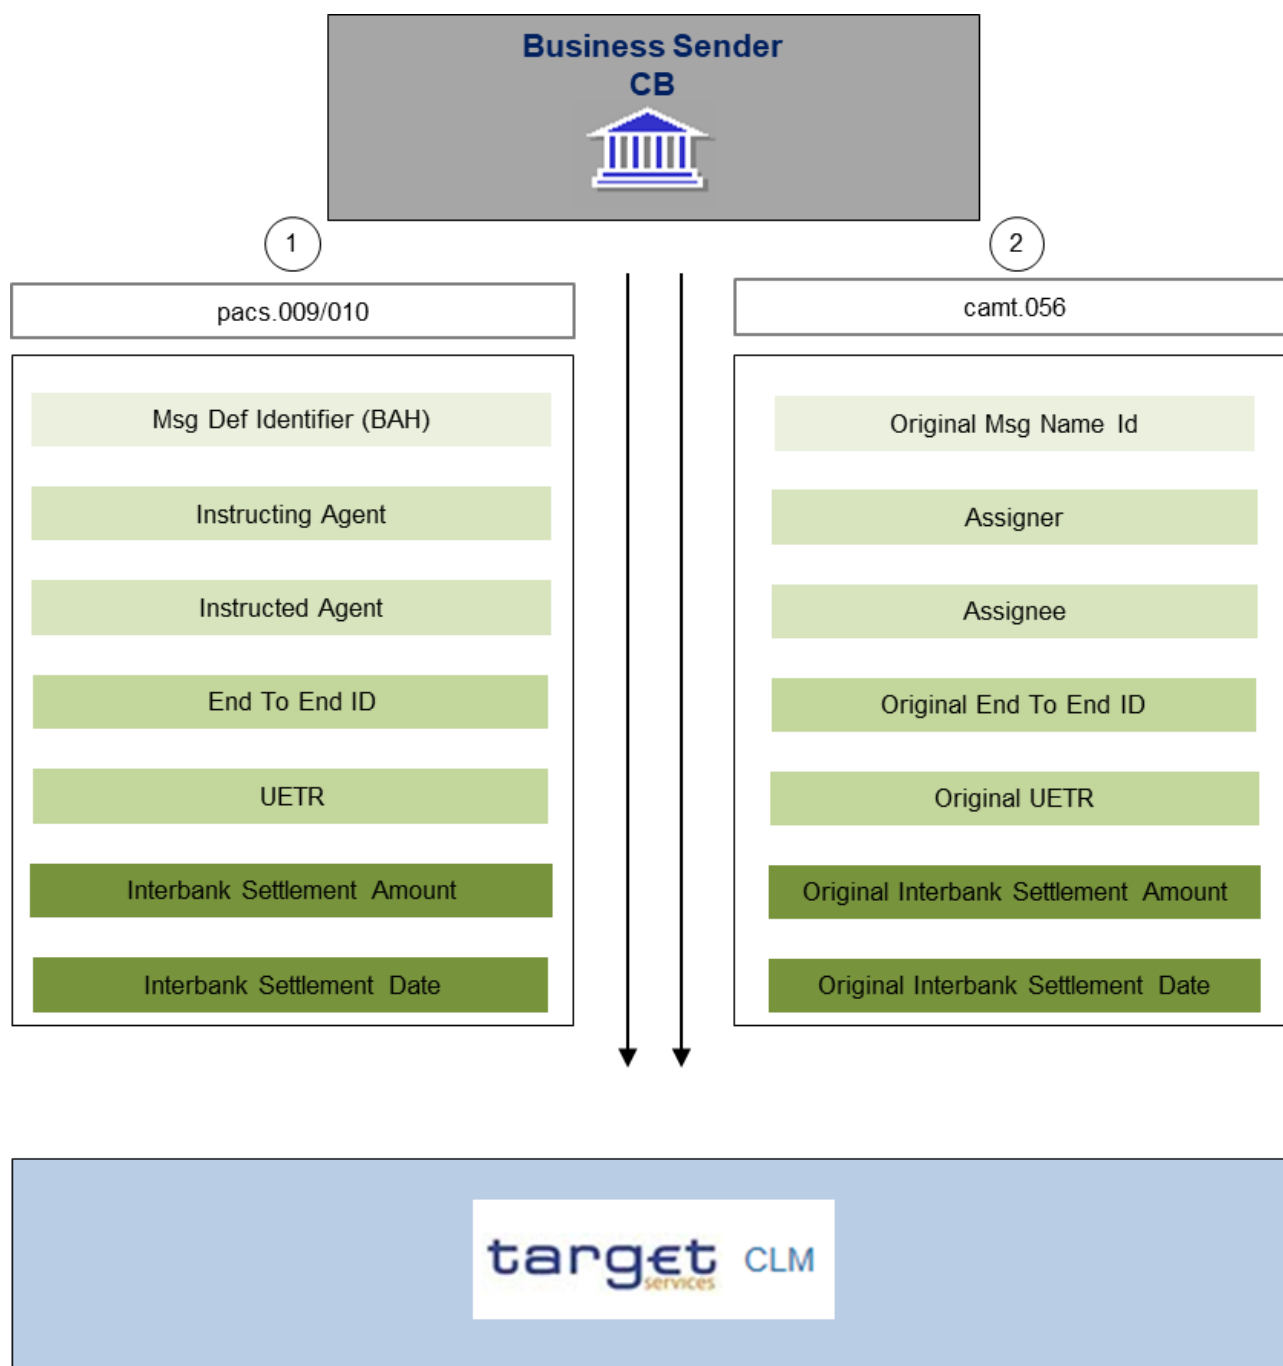 Business Sender
CB
1
2
pacs.009/010
camt.056
Msg Def Identifier (BAH)
Instructing Agent
Instructed Agent
End To End ID
UETR
Interbank Settlement Amount
Interbank Settlement Date
Original Msg Name Id
Assigner
Assignee
Original End To End ID
Original UETR
Original Interbank Settlement Amount
Original Interbank Settlement Date
target
services
CLM